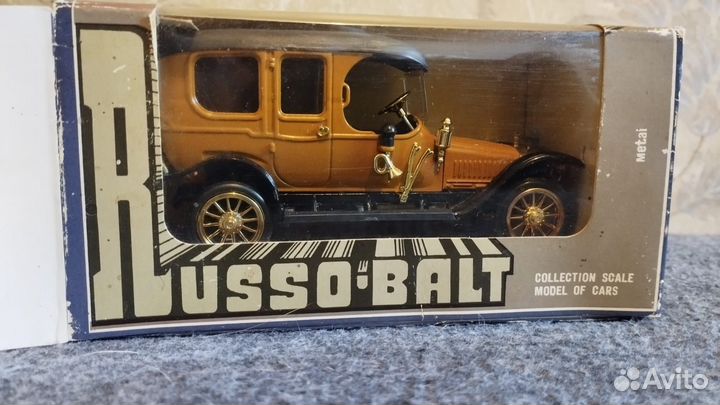 Metal
RUSSO-BALT
COLLECTION SCALE
MODEL OF CARS
Avito